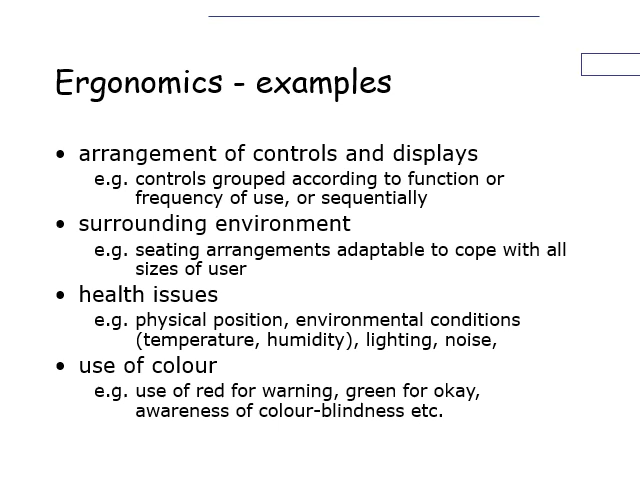 Ergonomics - examples
• arrangement of controls and displays
e.g. controls grouped according to function or
frequency of use, or sequentially
• surrounding environment
e.g. seating arrangements adaptable to cope with all
sizes of user
• health issues
e.g. physical position, environmental conditions
(temperature, humidity), lighting, noise,
• use of colour
e.g. use of red for warning, green for okay,
awareness of colour-blindness etc.